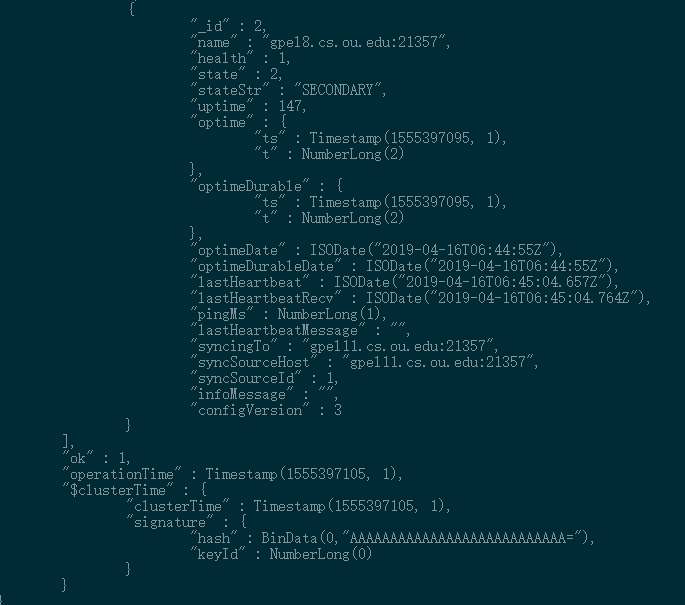 {
"_id" : 2,
"name" : "gpel8.cs.ou.edu:21357",
"health" : 1,
"state" : 2,
"stateStr" : "SECONDARY",
"uptime" : 147,
"optime" : {
"ts" : Timestamp(1555397095, 1),
"t" : NumberLong(2)
},
"optimeDurable" : {
"ts" : Timestamp(1555397095, 1),
"t" : NumberLong(2)
},
"optimeDate" : ISODate("2019-04-16T06:44:55Z"),
"optimeDurableDate" : ISODate("2019-04-16T06:44:55Z"),
"lastHeartbeat" : ISODate("2019-04-16T06:45:04.657Z"),
"lastHeartbeatRecv" : ISODate("2019-04-16T06:45:04.764Z"),
"pingMs" : NumberLong(1),
"lastHeartbeatMessage" : "",
"syncingTo" : "gpel11.cs.ou.edu:21357",
"syncSourceHost" : "gpel11.cs.ou.edu:21357",
"syncSourceId" : 1,
"infoMessage" : "",
"configVersion" : 3
}
],
"ok" : 1,
"operationTime" : Timestamp(1555397105, 1),
"$clusterTime" : {
"clusterTime" : Timestamp(1555397105, 1),
"signature" : {
"hash" : BinData(0,"AAAAAAAAAAAAAAAAAAAAAAAAAAA="),
"keyId" : NumberLong(0)
}
}
}